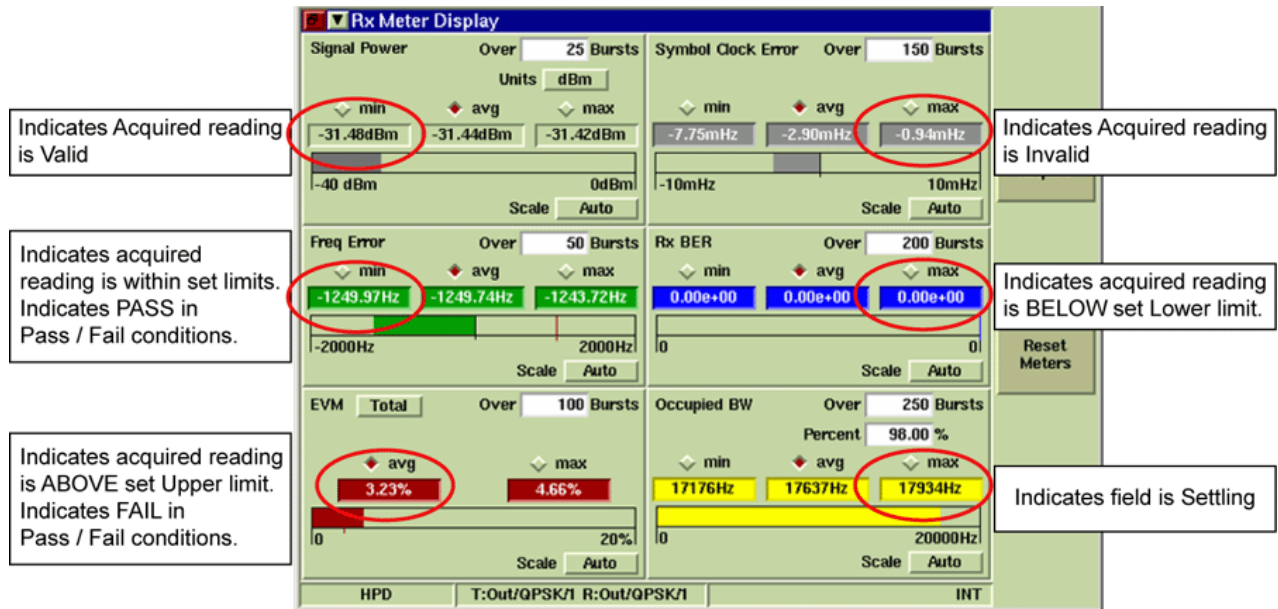 Rx Meter Display
Signal Power Over 25 Bursts
Units dBm
min avg max
-31.48dBm -31.44dBm -31.42dBm
-40 dBm 0dBm
Scale Auto
Symbol Clock Error Over 150 Bursts
min avg max
-7.75mHz -2.90mHz -0.94mHz
-10mHz 10mHz
Scale Auto
Freq Error Over 50 Bursts
min avg max
-1249.97Hz -1249.74Hz -1243.72Hz
-2000Hz 2000Hz
Scale Auto
Rx BER Over 200 Bursts
min avg max
0.00e+00 0.00e+00 0.00e+00
0 0
Scale Auto
EVM Total Over 100 Bursts
avg max
3.23% 4.66%
0 20%
Scale Auto
Occupied BW Over 250 Bursts
Percent 98.00 %
min avg max
17176Hz 17637Hz 17934Hz
0 20000Hz
Scale Auto
HPD T:Out/QPSK/1 R:Out/QPSK/1 INT
Reset
Meters
Indicates Acquired reading
is Valid
Indicates acquired
reading is within set limits.
Indicates PASS in
Pass / Fail conditions.
Indicates acquired reading
is ABOVE set Upper limit.
Indicates FAIL in
Pass / Fail conditions.
Indicates Acquired reading
is Invalid
Indicates acquired reading
is BELOW set Lower limit.
Indicates field is Settling